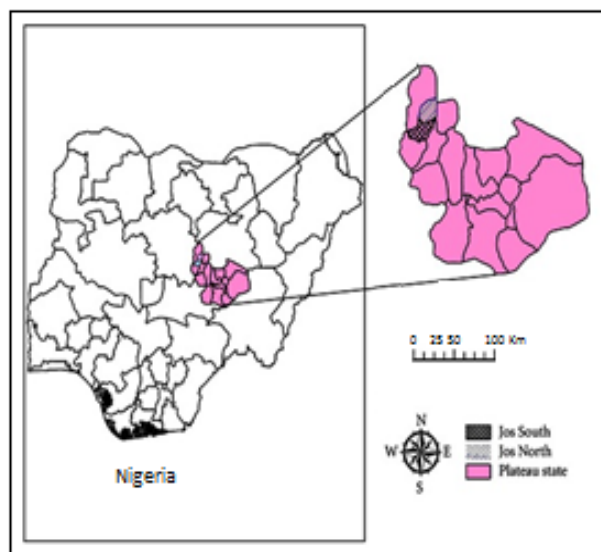 0 25 50 100 Km
N
W E
S
Jos South
Jos North
Plateau state
Nigeria